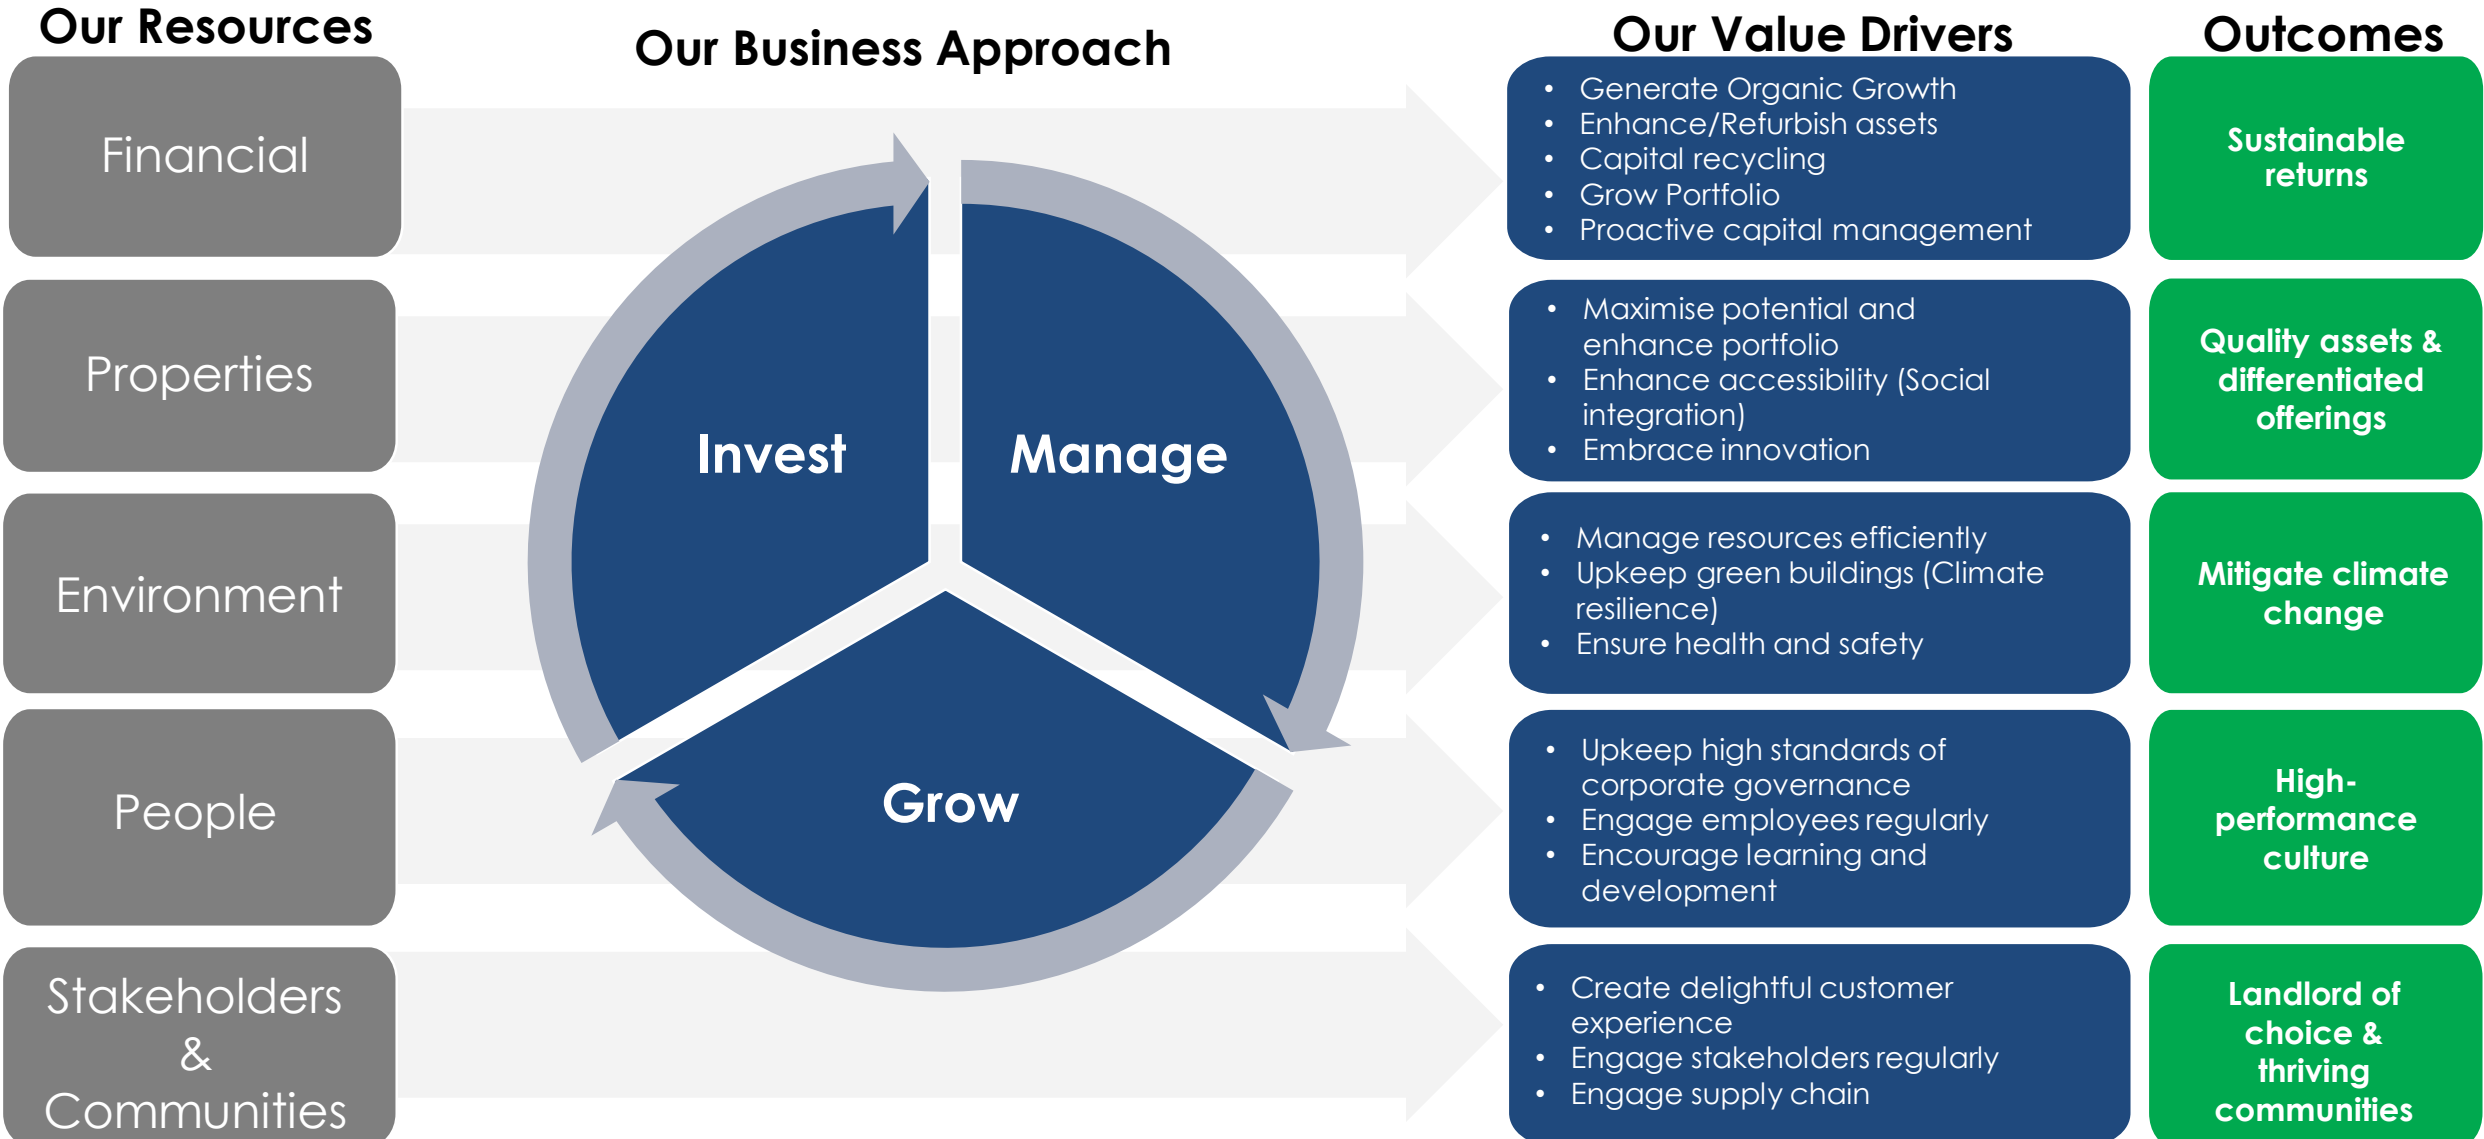 Our Resources
Our Business Approach
Our Value Drivers
Outcomes
Financial
• Generate Organic Growth
• Enhance/Refurbish assets
• Capital recycling
• Grow Portfolio
• Proactive capital management
Sustainable
returns
Properties
• Maximise potential and
enhance portfolio
• Enhance accessibility (Social
integration)
• Embrace innovation
Quality assets &
differentiated
offerings
Invest
Manage
Grow
Environment
• Manage resources efficiently
• Upkeep green buildings (Climate
resilience)
• Ensure health and safety
Mitigate climate
change
People
• Upkeep high standards of
corporate governance
• Engage employees regularly
• Encourage learning and
development
High-
performance
culture
Stakeholders
&
Communities
• Create delightful customer
experience
• Engage stakeholders regularly
• Engage supply chain
Landlord of
choice &
thriving
communities